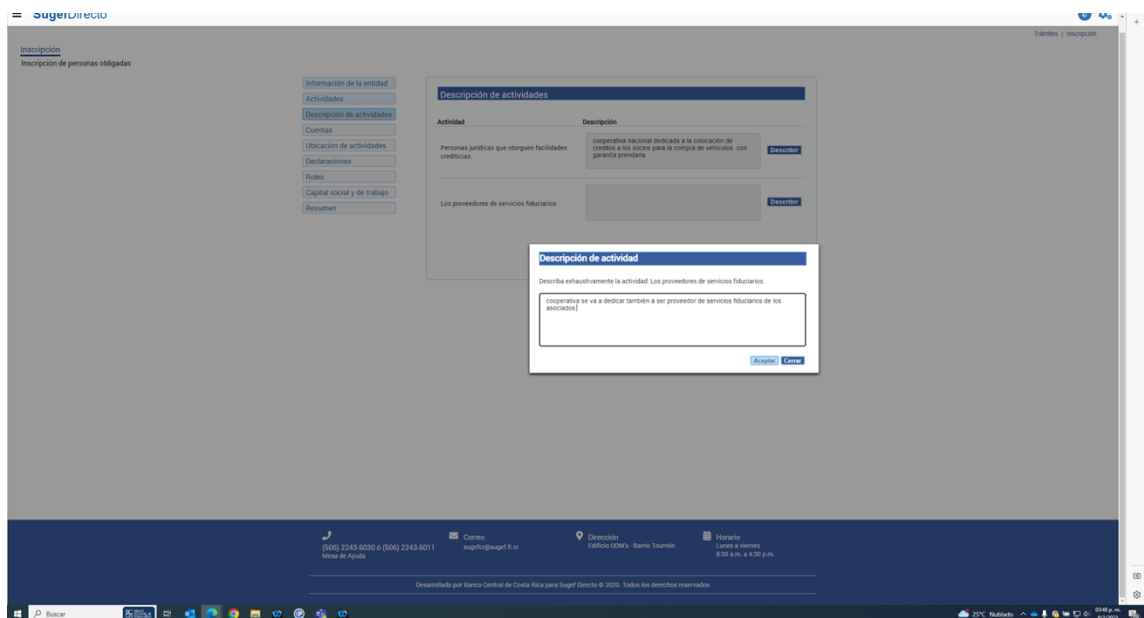 SugefDirecto
Trámites | Inscripción
Inscripción
Inscripción de personas obligadas
Información de la entidad
Actividades
Descripción de actividades
Cuentas
Ubicación de actividades
Declaraciones
Roles
Capital social y de trabajo
Resumen
Descripción de actividades
Actividad Descripción
Personas jurídicas que otorguen facilidades
crediticias.
cooperativa nacional dedicada a la colocación de
creditos a los socios para la compra de vehículos con
garantía prendaria
Describir
Los proveedores de servicios fiduciarios.
Describir
Descripción de actividad
Describa exhaustivamente la actividad: Los proveedores de servicios fiduciarios.
cooperativa se va a dedicar también a ser proveedor de servicios fiducianos de los
asociados
Aceptar Cerrar
(506) 2243-5030 ó (506) 2243-5011
Mesa de Ayuda
Correo
sugefcr@sugef.fi.cr
Dirección
Edificio ODM's - Barrio Tournón
Horario
Lunes a viernes
8:30 a.m. a 4:30 p.m.
Desarrollado por Banco Central de Costa Rica para Sugef Directo © 2020. Todos los derechos reservados
Buscar
25°C Nublado
03:48 p. m.